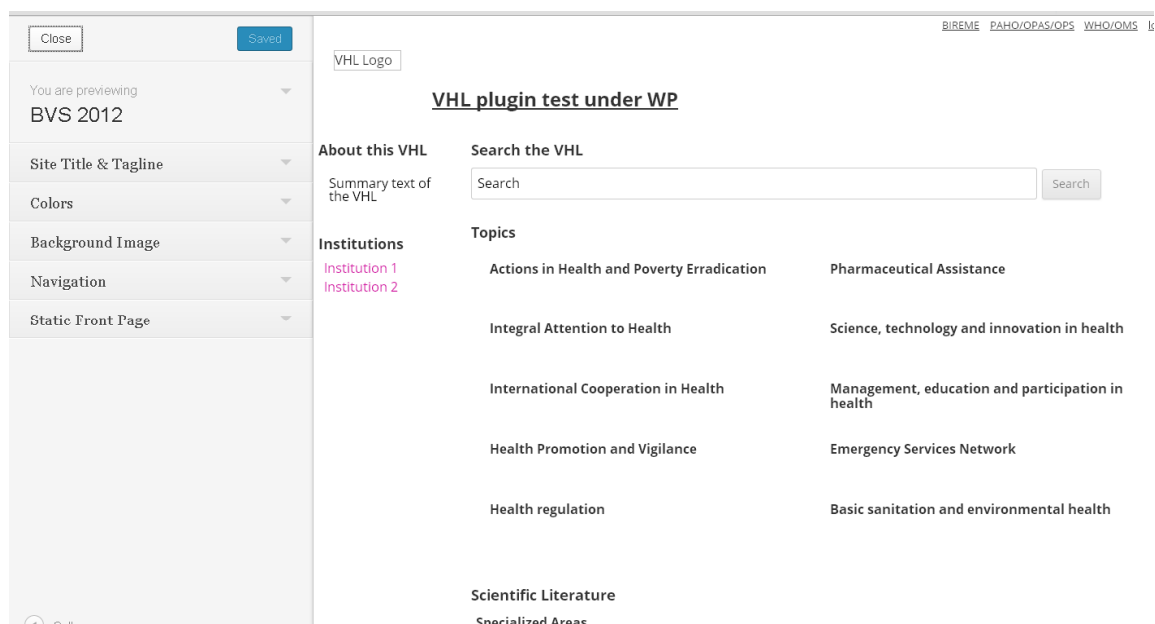 Close
Saved
You are previewing
BVS 2012
Site Title & Tagline
Colors
Background Image
Navigation
Static Front Page
BIREME PAHO/OPAS/OPS WHO/OMS
VHL Logo
VHL plugin test under WP
About this VHL
Summary text of
the VHL
Institutions
Institution 1
Institution 2
Search the VHL
Search
Search
Topics
Actions in Health and Poverty Erradication
Pharmaceutical Assistance
Integral Attention to Health
Science, technology and innovation in health
International Cooperation in Health
Management, education and participation in
health
Health Promotion and Vigilance
Emergency Services Network
Health regulation
Basic sanitation and environmental health
Scientific Literature
Specialized Areas